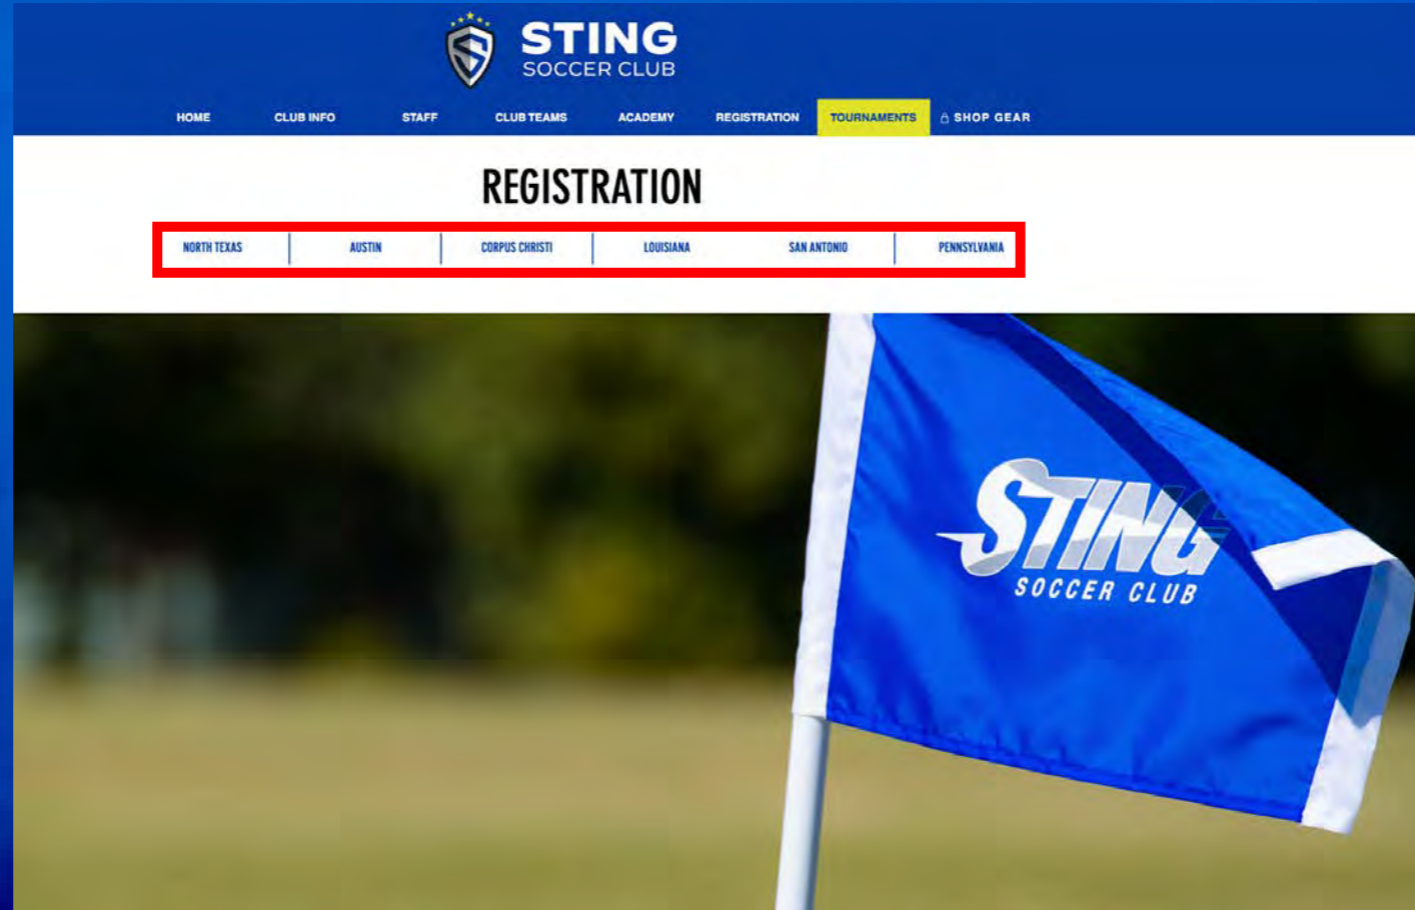 STING
SOCCER CLUB
HOME CLUB INFO STAFF CLUB TEAMS ACADEMY REGISTRATION TOURNAMENTS SHOP GEAR
REGISTRATION
NORTH TEXAS AUSTIN CORPUS CHRISTI LOUISIANA SAN ANTONIO PENNSYLVANIA
STING
SOCCER CLUB